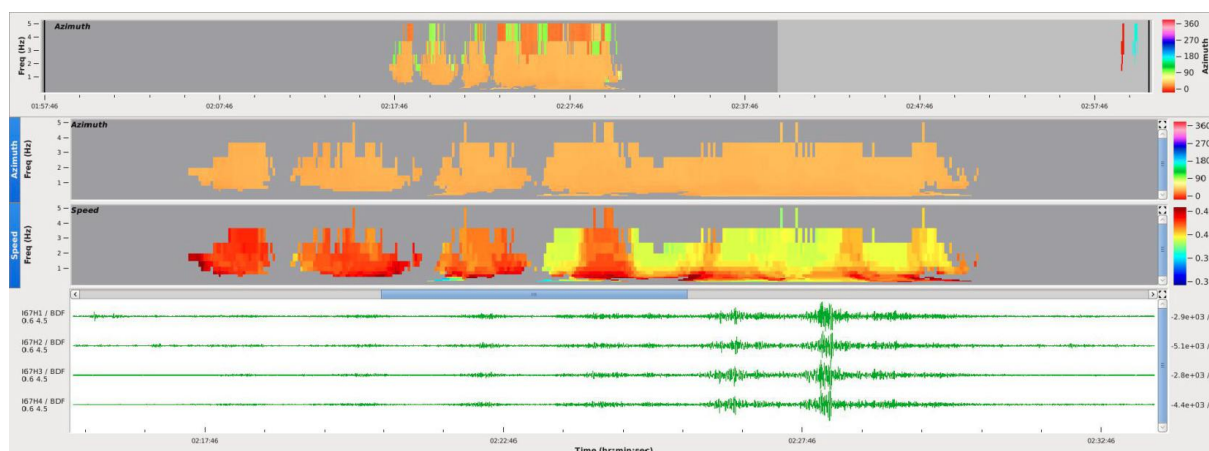 Azimuth
Freq (Hz)
5
4
3
2
1
360
270
180
90
0
Azimuth
01:57:46
02:07:46
02:17:46
02:27:46
02:37:46
02:47:46
02:57:46
Azimuth
Azimuth
Freq (Hz)
5
4
3
2
1
360
270
180
90
0
Speed
Speed
Freq (Hz)
5
4
3
2
1
0.4
0.4
0.4
0.3
0.3
I67H1 / BDF
0.6 4.5
-2.9e+03 /
I67H2 / BDF
0.6 4.5
-5.1e+03 /
I67H3 / BDF
0.6 4.5
-2.8e+03 /
I67H4 / BDF
0.6 4.5
-4.4e+03 /
02:17:46
02:22:46
02:27:46
02:32:46
Time (hr:min:sec)